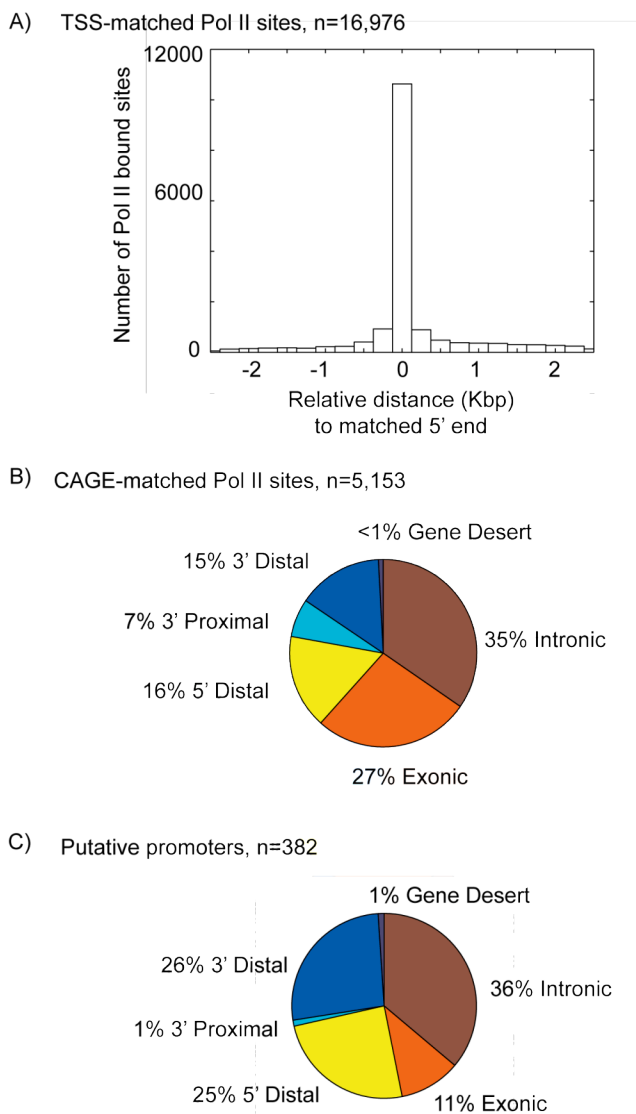 A) TSS-matched Pol II sites, n=16,976
12000
6000
0
Number of Pol II bound sites
-2 -1 0 1 2
Relative distance (Kbp)
to matched 5' end
B) CAGE-matched Pol II sites, n=5,153
<1% Gene Desert
15% 3' Distal
7% 3' Proximal
35% Intronic
16% 5' Distal
27% Exonic
C) Putative promoters, n=382
1% Gene Desert
26% 3' Distal
36% Intronic
1% 3' Proximal
25% 5' Distal
11% Exonic